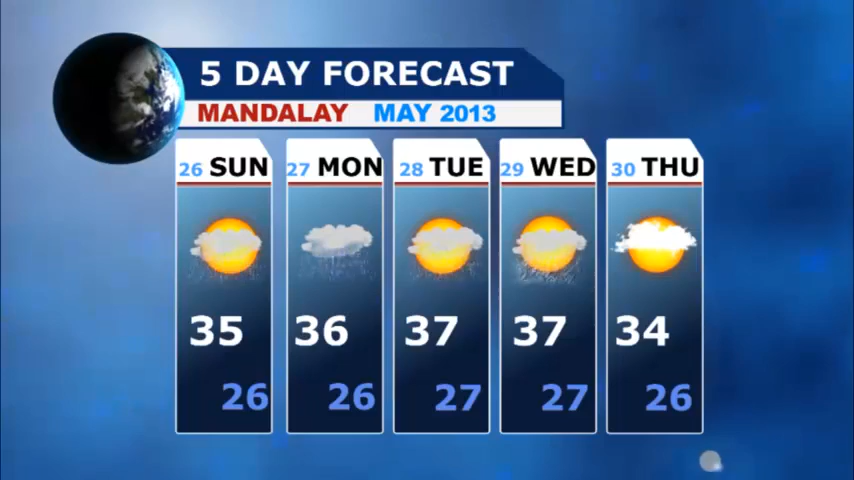 5 DAY FORECAST
MANDALAY MAY 2013
26 SUN 27 MON 28 TUE 29 WED 30 THU
35 36 37 37 34
26 26 27 27 26